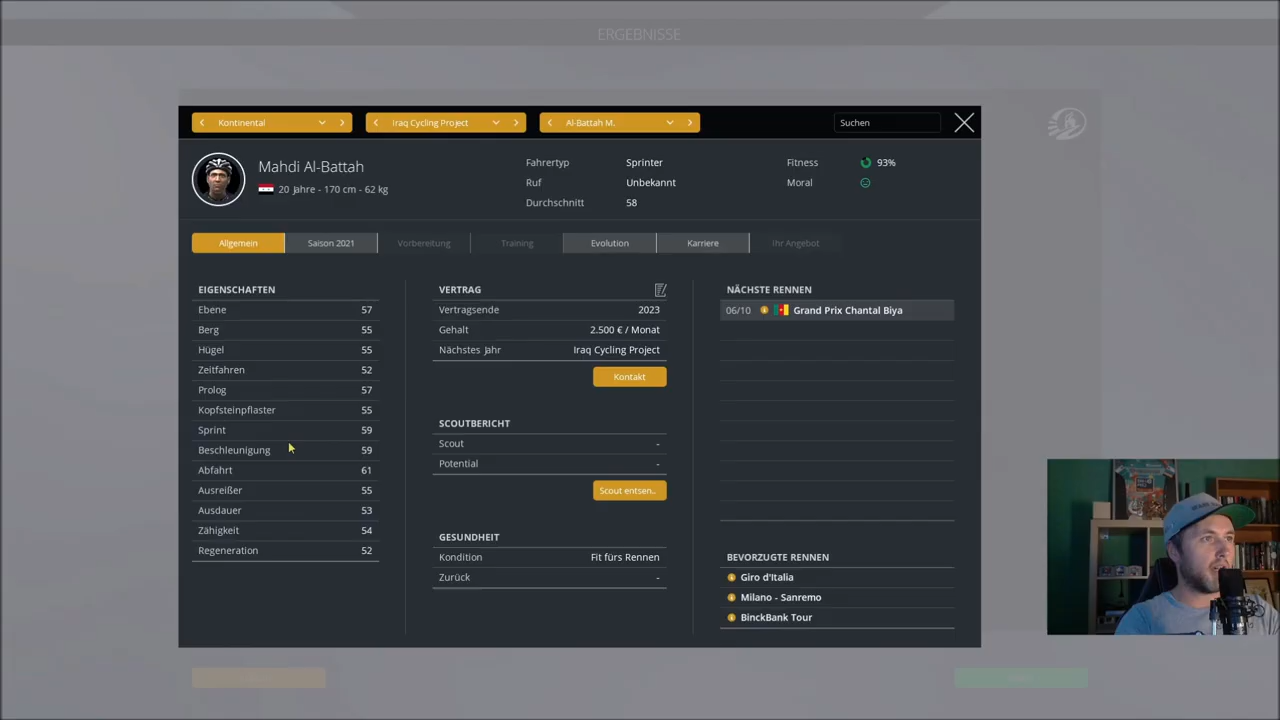 ERGEBNISSE
Kontinental
Iraq Cycling Project
Al-Battah M.
Suchen
Mahdi Al-Battah
20 Jahre - 170 cm - 62 kg
Fahrertyp Sprinter
Ruf Unbekannt
Durchschnitt 58
Fitness 93%
Moral
Allgemein
Saison 2021
Vorbereitung
Training
Evolution
Karriere
Ihr Angebot
EIGENSCHAFTEN
Ebene 57
Berg 55
Hügel 55
Zeitfahren 52
Prolog 57
Kopfsteinpflaster 55
Sprint 59
Beschleunigung 59
Abfahrt 61
Ausreißer 55
Ausdauer 53
Zähigkeit 54
Regeneration 52
VERTRAG
Vertragsende 2023
Gehalt 2.500 € / Monat
Nächstes Jahr Iraq Cycling Project
Kontakt
SCOUTBERICHT
Scout -
Potential -
Scout entsen..
GESUNDHEIT
Kondition Fit fürs Rennen
Zurück -
NÄCHSTE RENNEN
06/10 Grand Prix Chantal Biya
BEVORZUGTE RENNEN
Giro d'Italia
Milano - Sanremo
BinckBank Tour